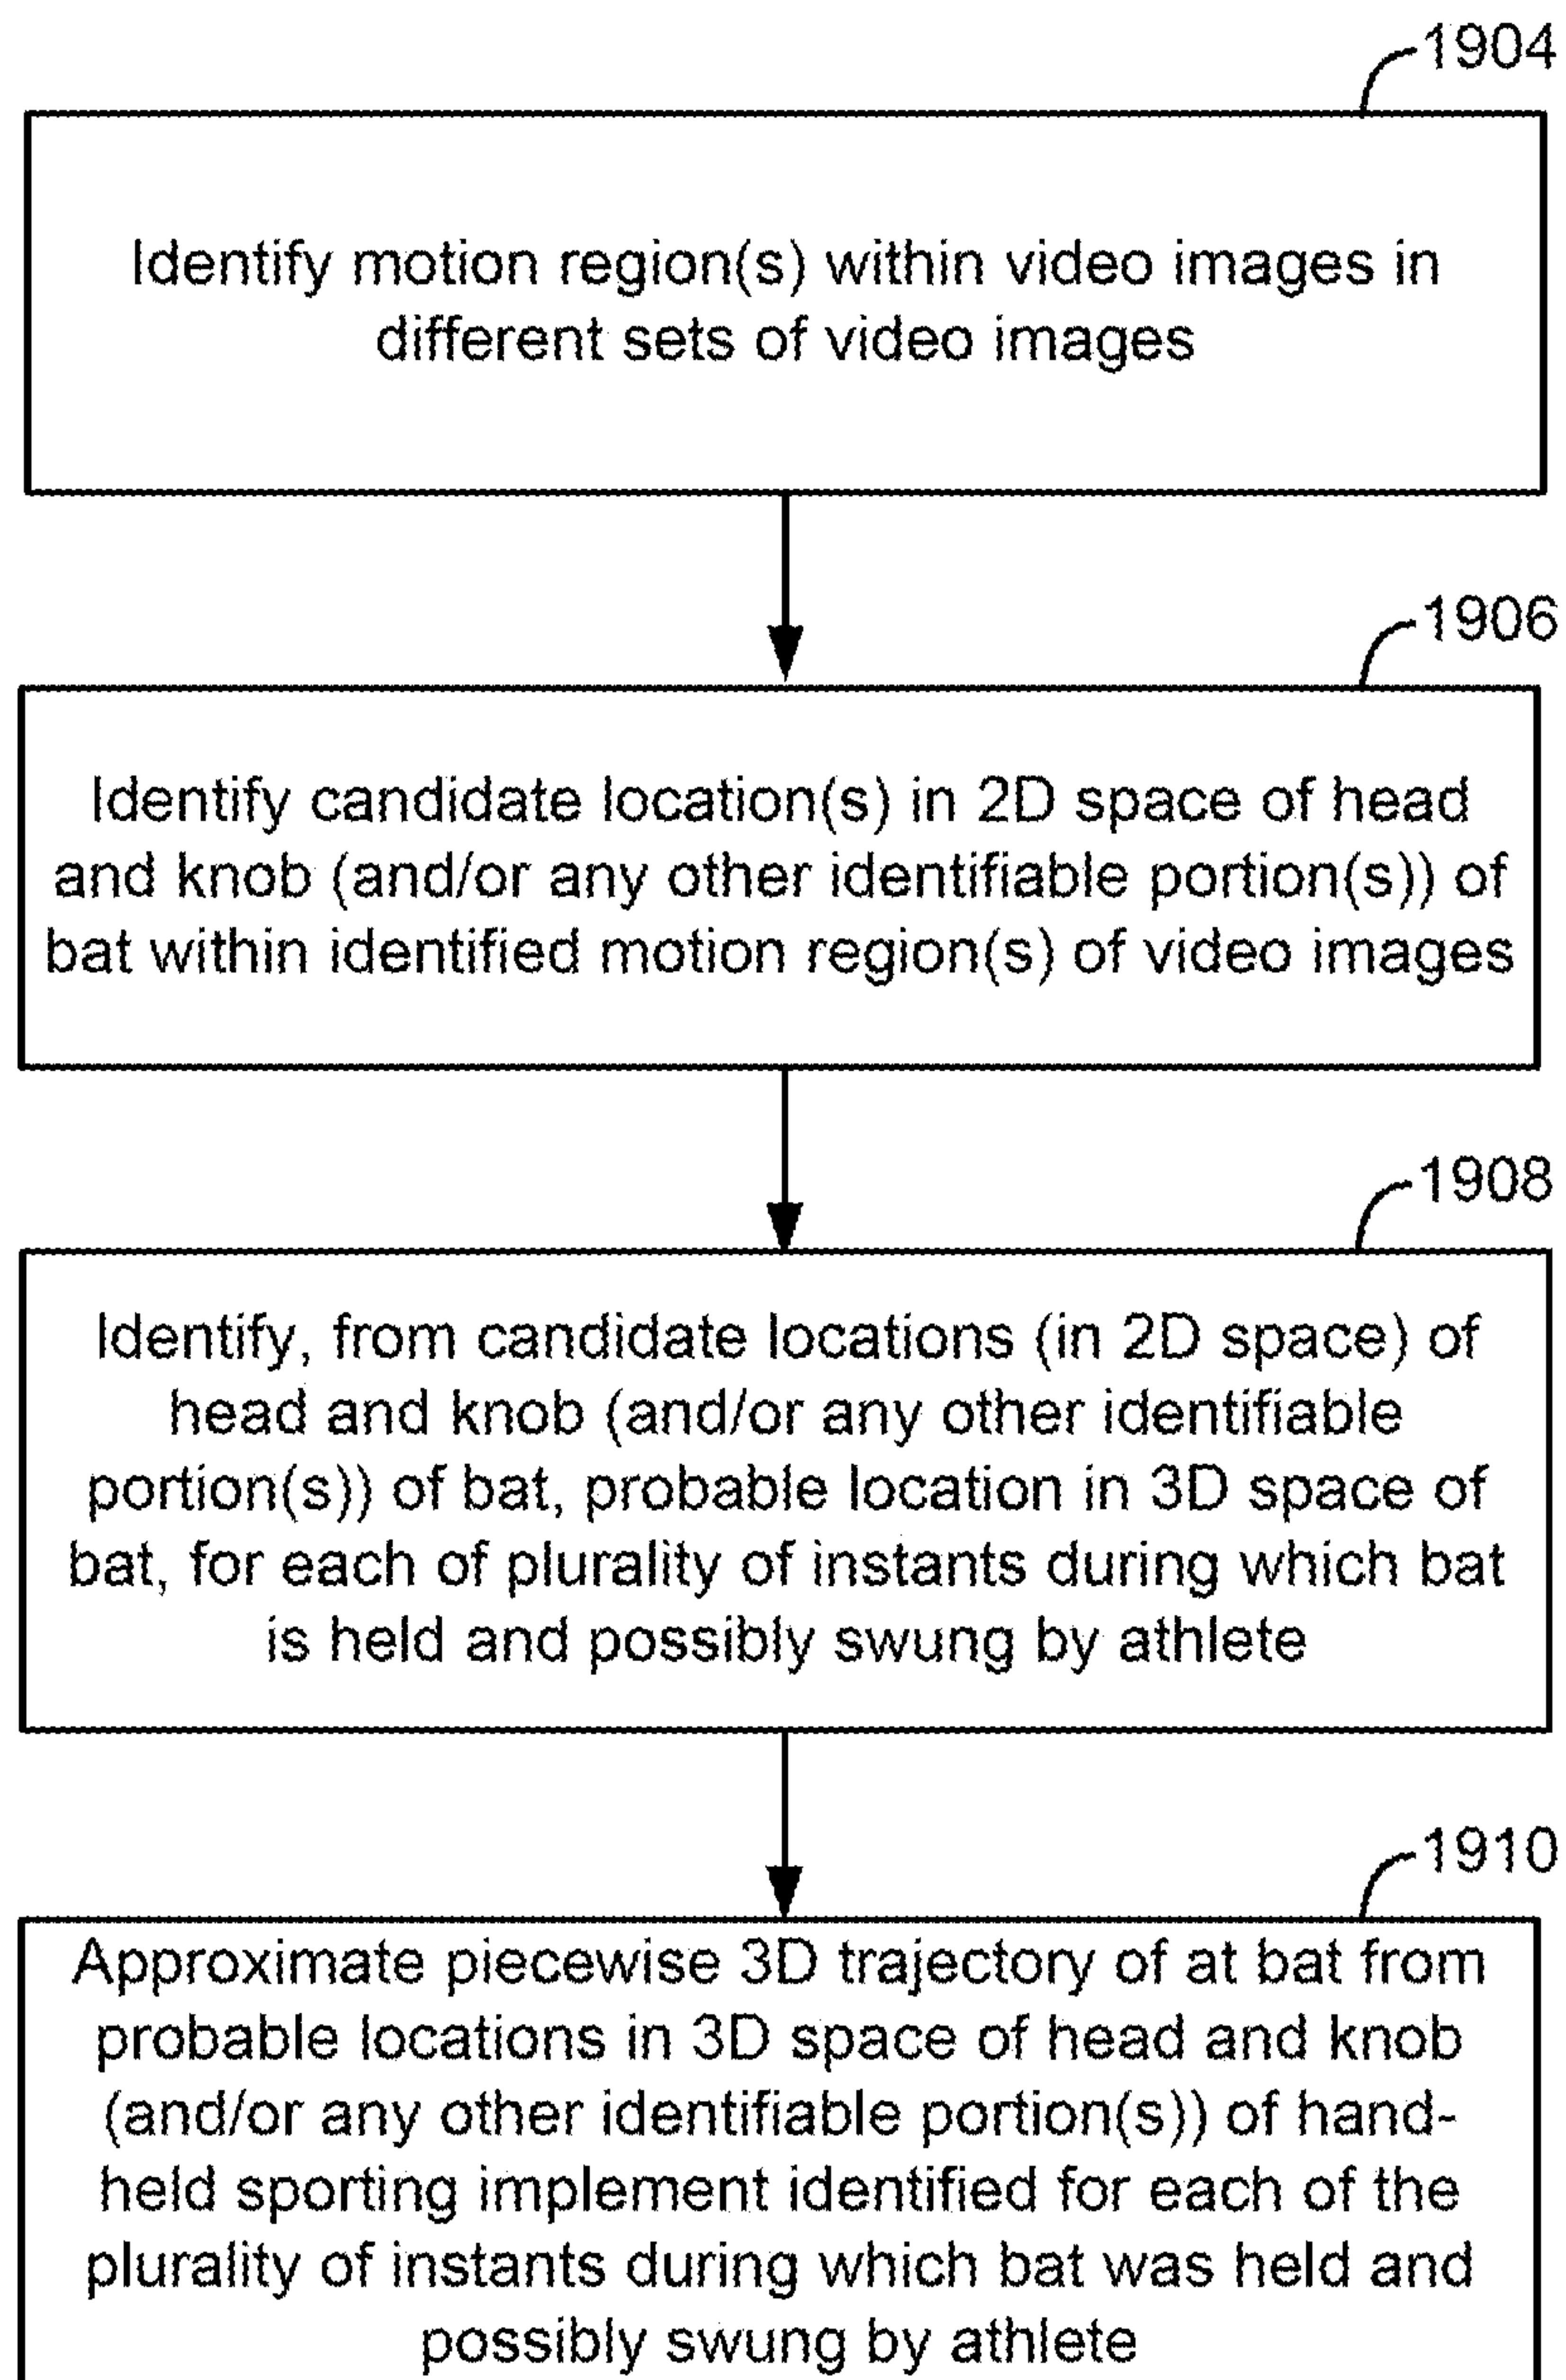 1904
Identify motion region(s) within video images in
different sets of video images
1906
Identify candidate location(s) in 2D space of head
and knob (and/or any other identifiable portion(s)) of
bat within identified motion region(s) of video images
1908
Identify, from candidate locations (in 2D space) of
head and knob (and/or any other identifiable
portion(s)) of bat, probable location in 3D space of
bat, for each of plurality of instants during which bat
is held and possibly swung by athlete
1910
Approximate piecewise 3D trajectory of at bat from
probable locations in 3D space of head and knob
(and/or any other identifiable portion(s)) of hand-
held sporting implement identified for each of the
plurality of instants during which bat was held and
possibly swung by athlete